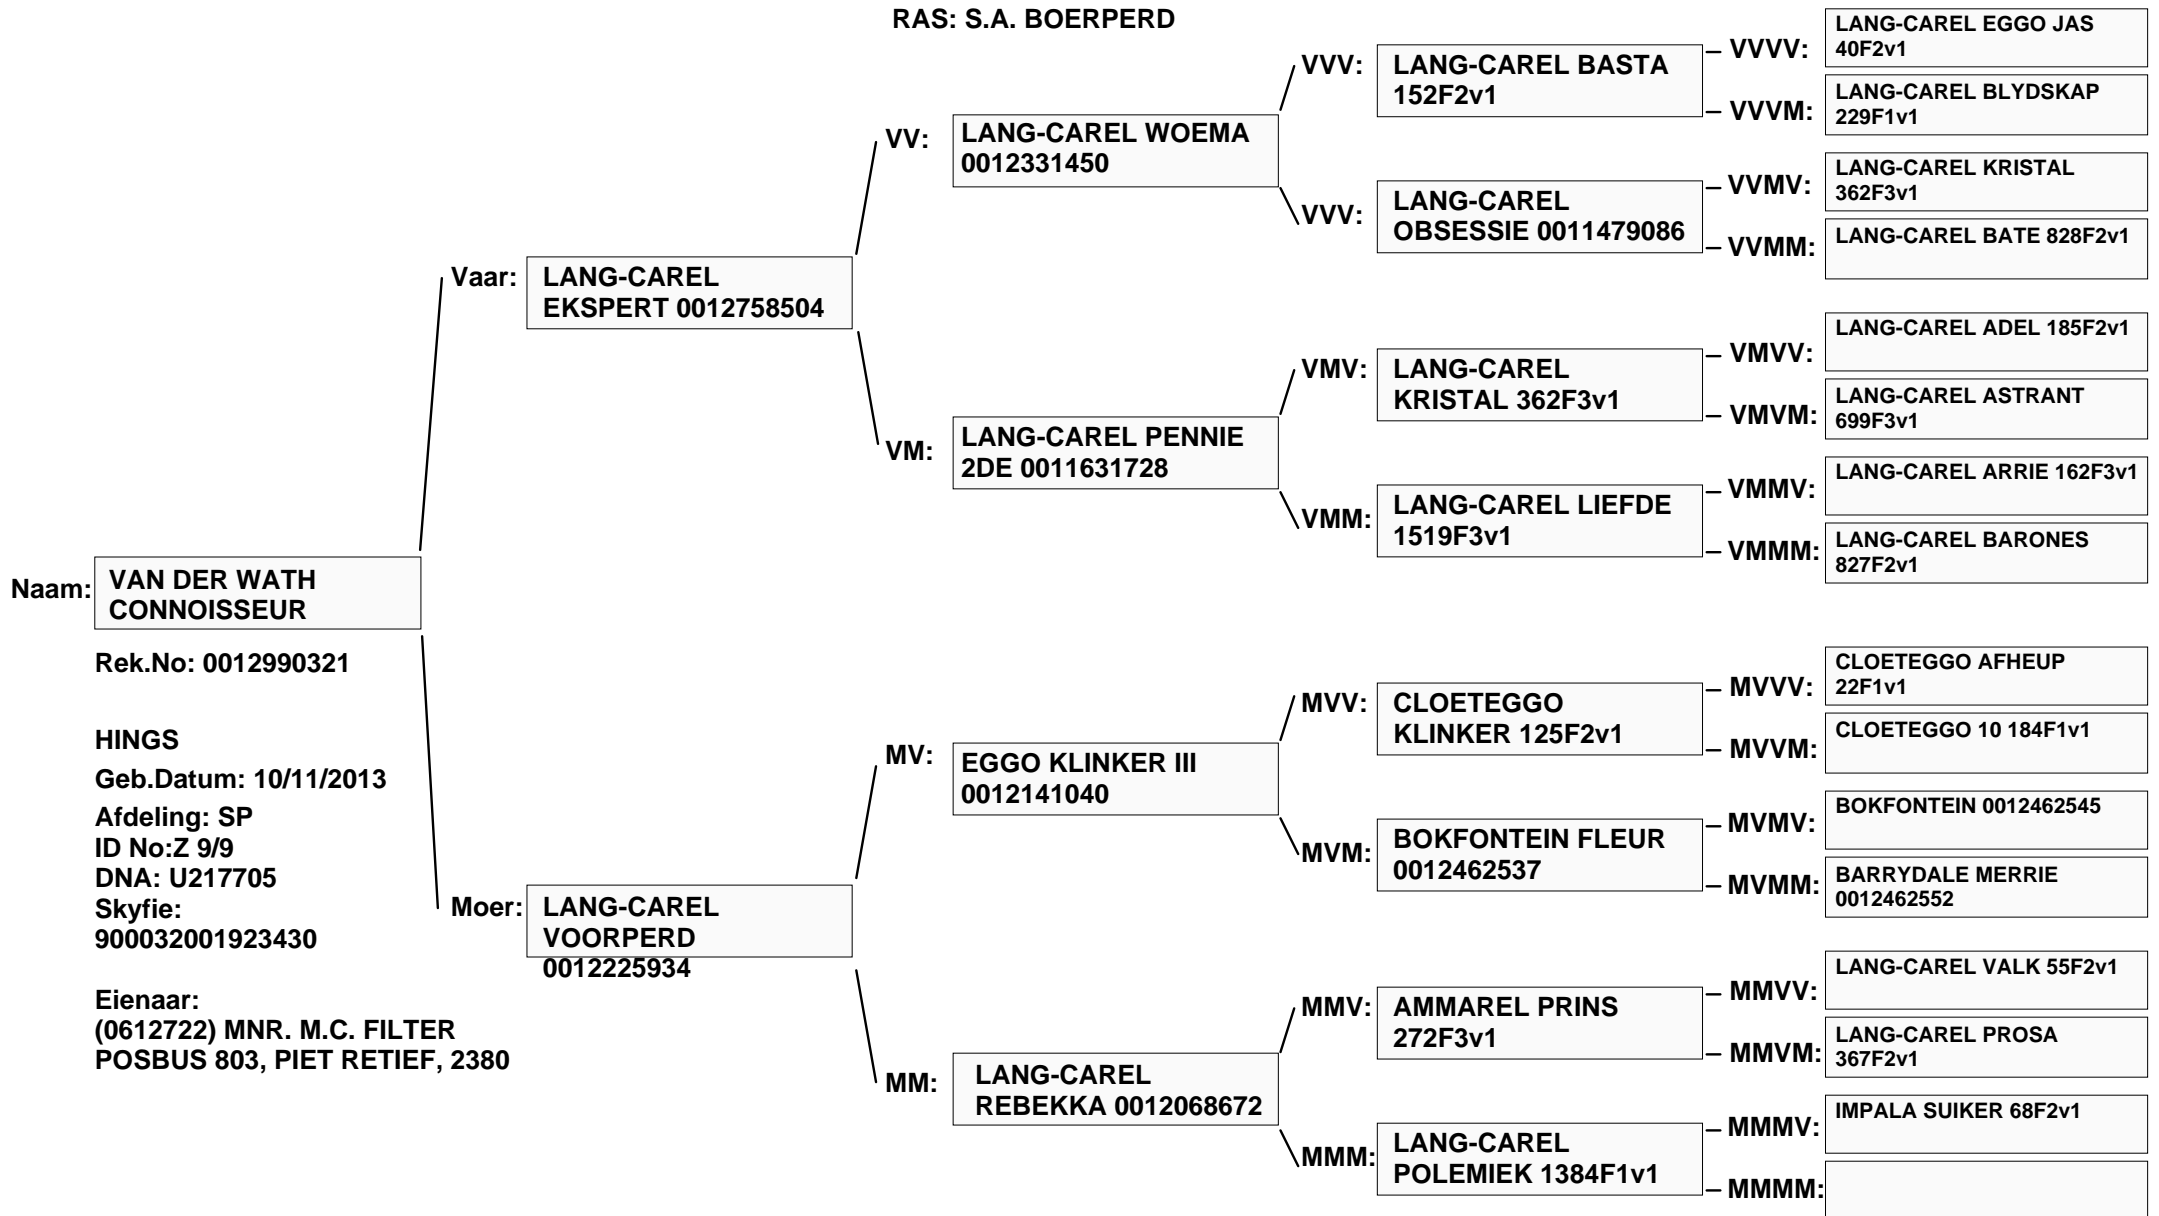 RAS: S.A. BOERPERD
Naam:
VAN DER WATH
CONNOISSEUR
Rek.No: 0012990321
HINGS
Geb.Datum: 10/11/2013
Afdeling: SP
ID No:Z 9/9
DNA: U217705
Skyfie:
900032001923430
Eienaar:
(0612722) MNR. M.C. FILTER
POSBUS 803, PIET RETIEF, 2380
Vaar:
LANG-CAREL
EKSPERT 0012758504
Moer:
LANG-CAREL
VOORPERD
0012225934
VV:
LANG-CAREL WOEMA
0012331450
VM:
LANG-CAREL PENNIE
2DE 0011631728
MV:
EGGO KLINKER III
0012141040
MM:
LANG-CAREL
REBEKKA 0012068672
VVV:
LANG-CAREL BASTA
152F2v1
VVV:
LANG-CAREL
OBSESSIE 0011479086
VMV:
LANG-CAREL
KRISTAL 362F3v1
VMM:
LANG-CAREL LIEFDE
1519F3v1
MVV:
CLOETEGGO
KLINKER 125F2v1
MVM:
BOKFONTEIN FLEUR
0012462537
MMV:
AMMAREL PRINS
272F3v1
MMM:
LANG-CAREL
POLEMIEK 1384F1v1
VVVV:
LANG-CAREL EGGO JAS
40F2v1
VVVM:
LANG-CAREL BLYDSKAP
229F1v1
VVMV:
LANG-CAREL KRISTAL
362F3v1
VVMM:
LANG-CAREL BATE 828F2v1
VMVV:
LANG-CAREL ADEL 185F2v1
VMVM:
LANG-CAREL ASTRANT
699F3v1
VMMV:
LANG-CAREL ARRIE 162F3v1
VMMM:
LANG-CAREL BARONES
827F2v1
MVVV:
CLOETEGGO AFHEUP
22F1v1
MVVM:
CLOETEGGO 10 184F1v1
MVMV:
BOKFONTEIN 0012462545
MVMM:
BARRYDALE MERRIE
0012462552
MMVV:
LANG-CAREL VALK 55F2v1
MMVM:
LANG-CAREL PROSA
367F2v1
MMMV:
IMPALA SUIKER 68F2v1
MMMM: